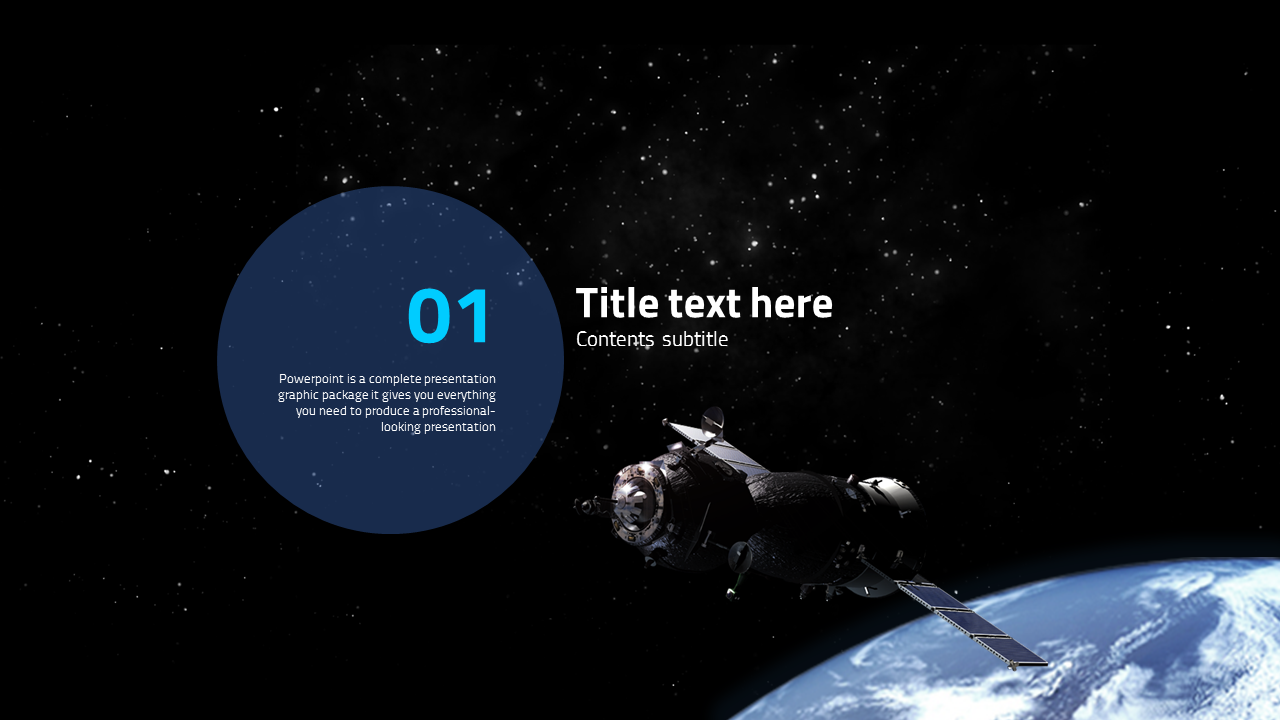 01
Powerpoint is a complete presentation
graphic package it gives you everything
you need to produce a professional-
looking presentation
Title text here
Contents subtitle